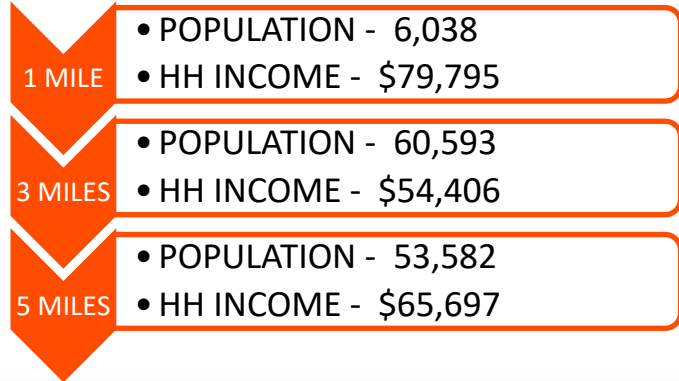 1 MILE
• POPULATION - 6,038
• HH INCOME - $79,795
3 MILES
• POPULATION - 60,593
• HH INCOME - $54,406
5 MILES
• POPULATION - 53,582
• HH INCOME - $65,697